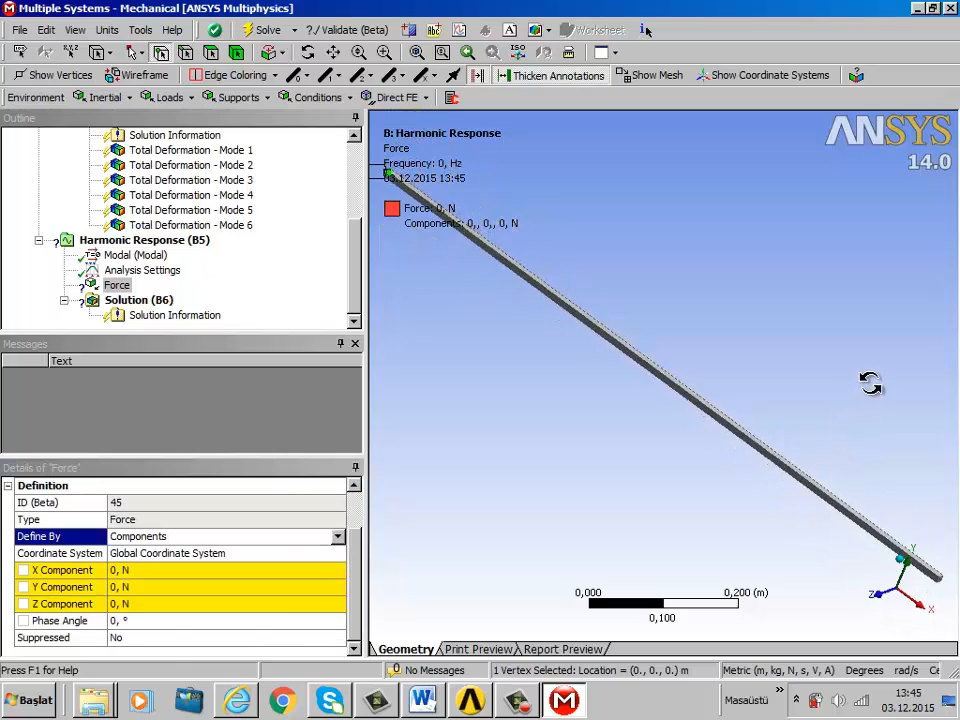 Multiple Systems - Mechanical [ANSYS Multiphysics]
File Edit View Units Tools Help Solve ?./ Validate (Beta) Worksheet
Show Vertices Wireframe Edge Coloring Thicken Annotations Show Mesh Show Coordinate Systems
Environment Inertial Loads Supports Conditions Direct FE
Outline
Solution Information
Total Deformation - Mode 1
Total Deformation - Mode 2
Total Deformation - Mode 3
Total Deformation - Mode 4
Total Deformation - Mode 5
Total Deformation - Mode 6
Harmonic Response (B5)
Modal (Modal)
Analysis Settings
Force
Solution (B6)
Solution Information
Messages
Text
Details of "Force"
Definition
ID (Beta) 45
Type Force
Define By Components
Coordinate System Global Coordinate System
X Component 0, N
Y Component 0, N
Z Component 0, N
Phase Angle 0, °
Suppressed No
B: Harmonic Response
Force
Frequency: 0, Hz
03.12.2015 13:45
Force: 0, N
Components: 0,, 0,, 0, N
ANSYS
14.0
0,000 0,200 (m)
0,100
Y
Z
X
Geometry Print Preview Report Preview
Press F1 for Help 0 No Messages 1 Vertex Selected: Location = (0., 0., 0.) m Metric (m, kg, N, s, V, A) Degrees rad/s Ce
Başlat Masaüstü 13:45
03.12.2015